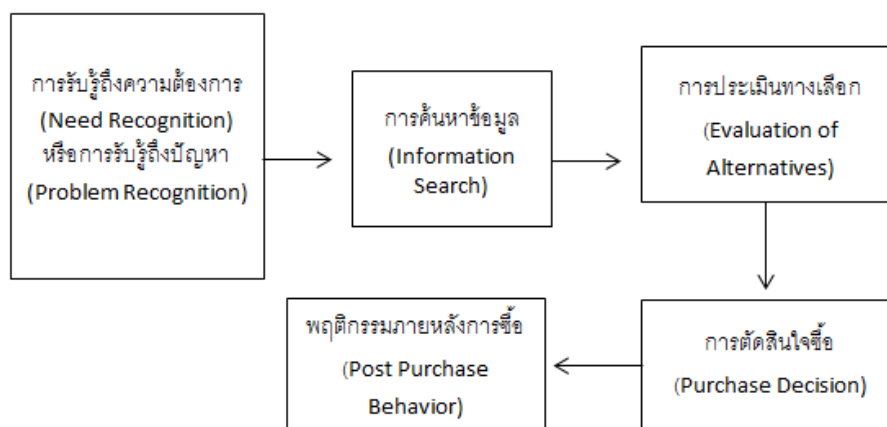 การรับรู้ถึงความต้องการ
(Need Recognition)
หรือการรับรู้ถึงปัญหา
(Problem Recognition)
การค้นหาข้อมูล
(Information
Search)
การประเมินทางเลือก
(Evaluation of
Alternatives)
การตัดสินใจซื้อ
(Purchase Decision)
พฤติกรรมภายหลังการซื้อ
(Post Purchase
Behavior)